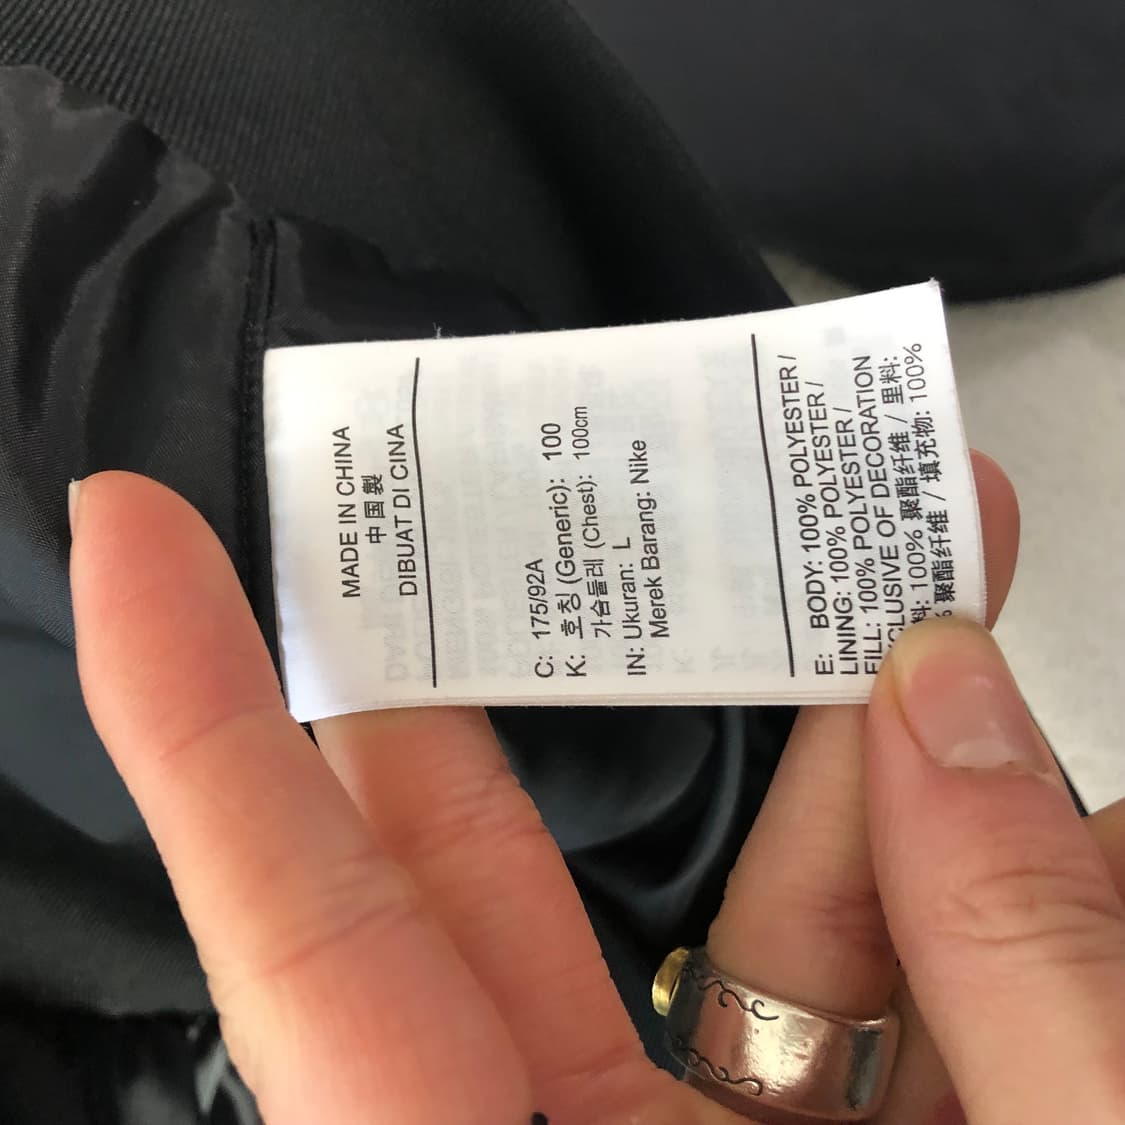 MADE IN CHINA
中国製
DIBUAT DI CINA
C: 175/92A
K: 호칭 (Generic): 100
가슴둘레 (Chest): 100cm
IN: Ukuran: L
Merek Barang: Nike
E: BODY: 100% POLYESTER/
LINING: 100% POLYESTER/
FILL: 100% POLYESTER/
CLUSIVE OF DECORATION
料: 100% 聚酯纤维 / 里料:
% 聚酯纤维 / 填充物: 100%